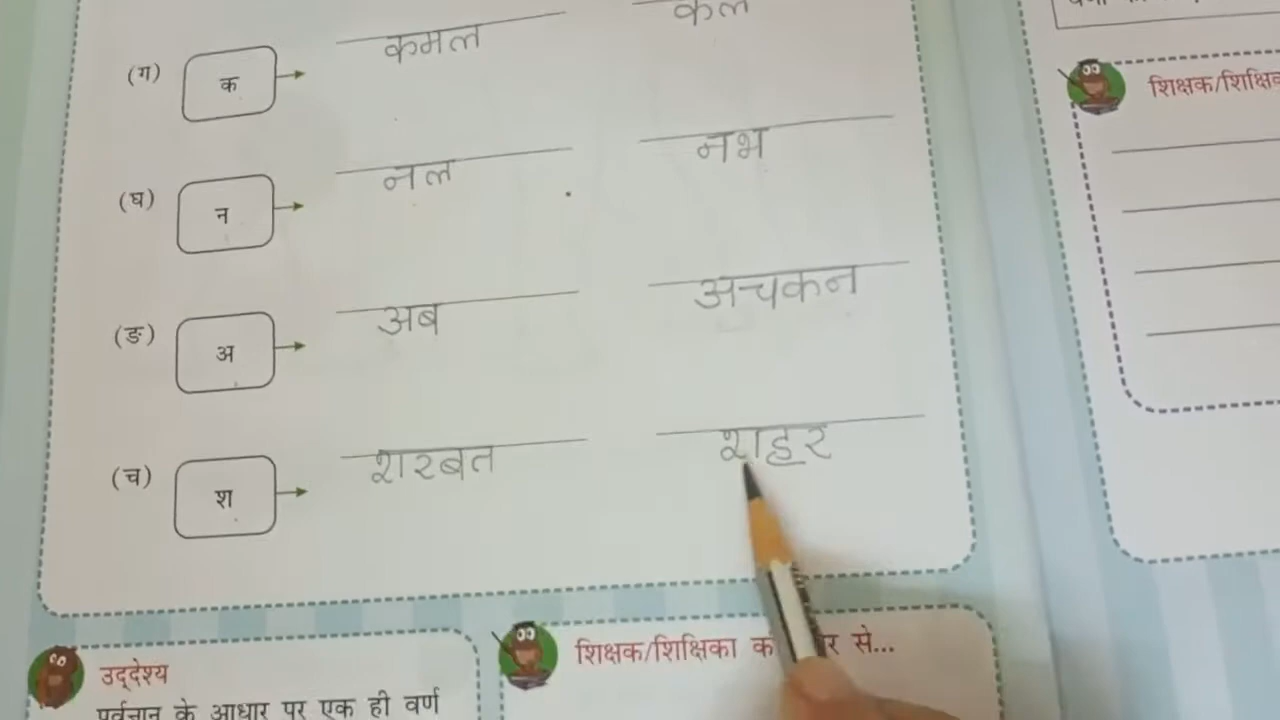 (ग) क कमल कल
(घ) न नल नभ
(ङ) अ अब अचकन
(च) श शरबत शहर
उद्देश्य
पूर्वज्ञान के आधार पर एक ही वर्ण
शिक्षक/शिक्षिका की से...
शिक्षक/शिक्षि